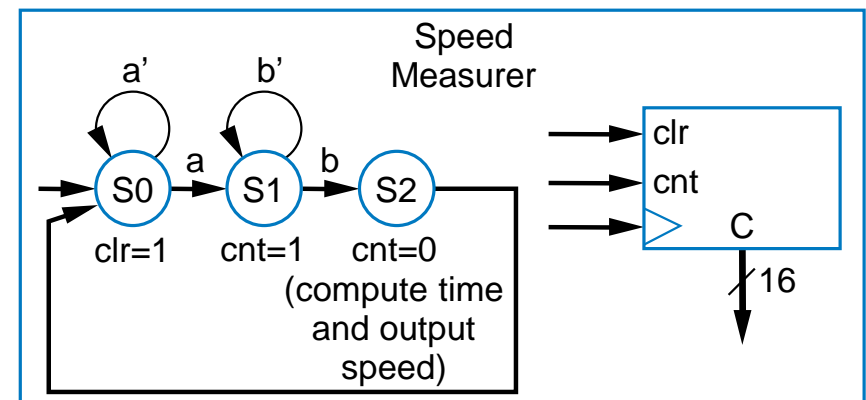 Speed
Measurer
a’
b’
a
b
S0
S1
S2
clr=1
cnt=1
cnt=0
(compute time
and output
speed)
clr
cnt
C
16